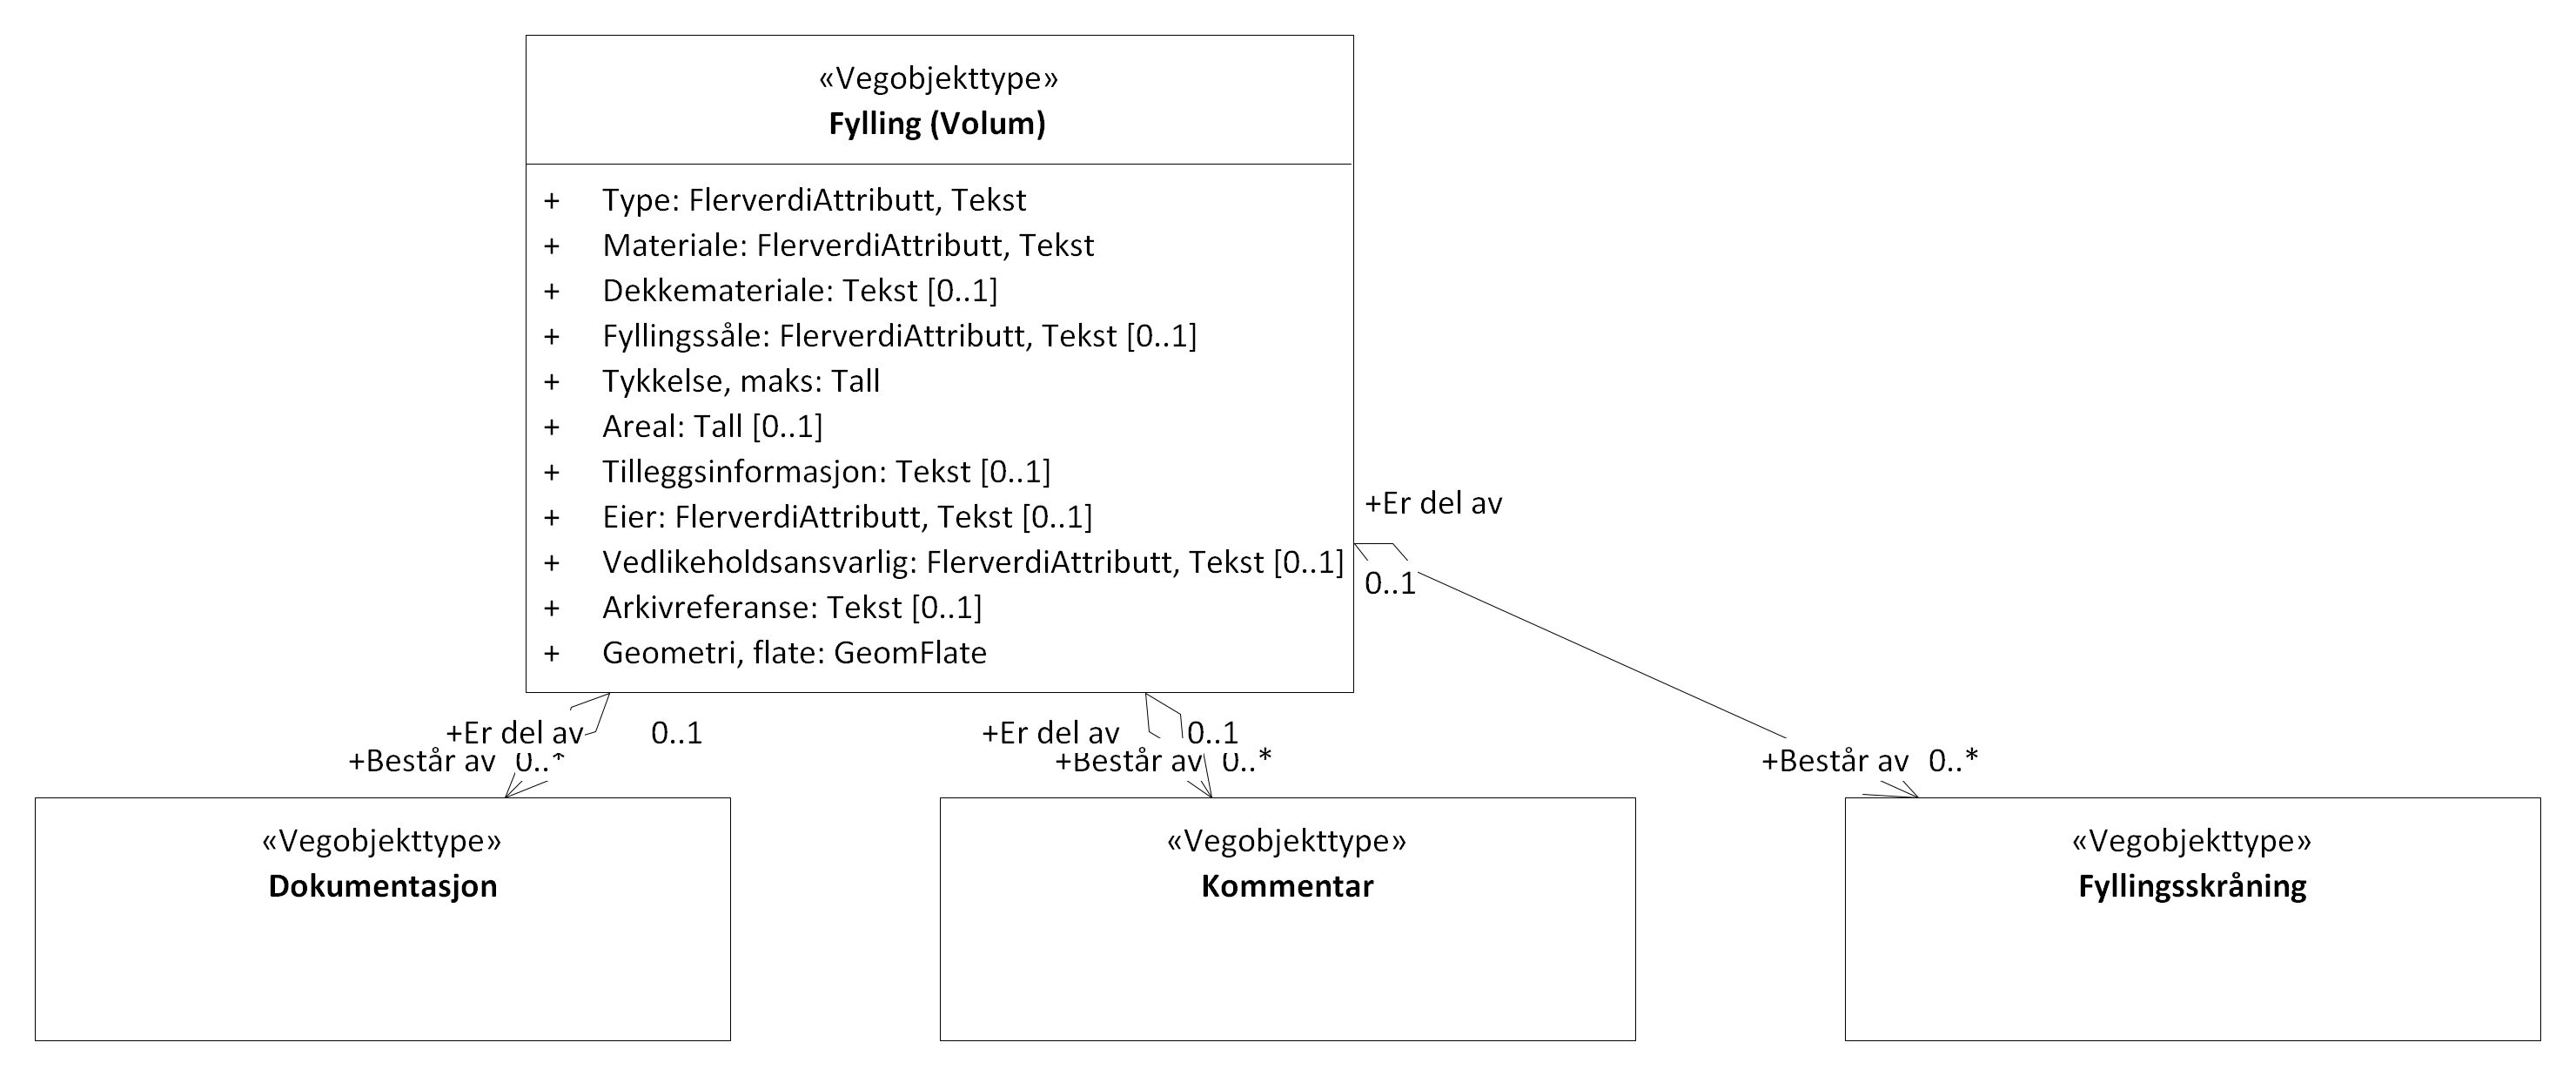 «Vegobjekttype»
Fylling (Volum)
+ Type: FlerverdiAttributt, Tekst
+ Materiale: FlerverdiAttributt, Tekst
+ Dekkemateriale: Tekst [0..1]
+ Fyllingssåle: FlerverdiAttributt, Tekst [0..1]
+ Tykkelse, maks: Tall
+ Areal: Tall [0..1]
+ Tilleggsinformasjon: Tekst [0..1]
+ Eier: FlerverdiAttributt, Tekst [0..1]
+ Vedlikeholdsansvarlig: FlerverdiAttributt, Tekst [0..1]
+ Arkivreferanse: Tekst [0..1]
+ Geometri, flate: GeomFlate
+Er del av
0..1
+Er del av 0..1
+Består av 0..*
+Er del av 0..1
+Består av 0..*
+Består av 0..*
«Vegobjekttype»
Dokumentasjon
«Vegobjekttype»
Kommentar
«Vegobjekttype»
Fyllingsskråning